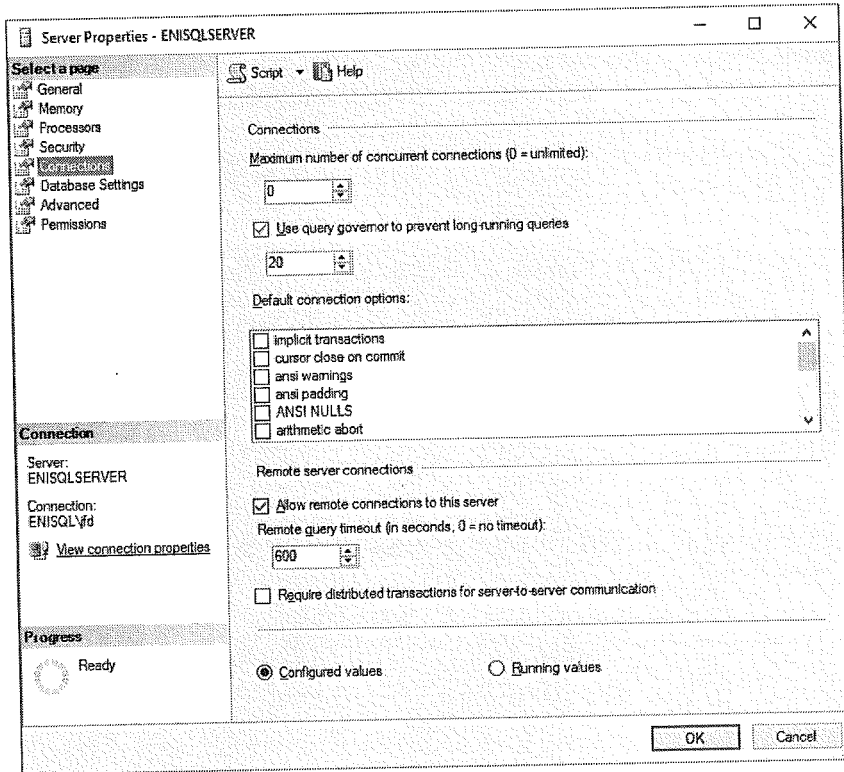 Server Properties - ENISQLSERVER
Select a page
General
Memory
Processors
Security
Connections
Database Settings
Advanced
Permissions
Connection
Server:
ENISQLSERVER
Connection:
ENISQL\jfd
View connection properties
Progress
Ready
Script
Help
Connections
Maximum number of concurrent connections (0 = unlimited):
0
Use query governor to prevent long-running queries
20
Default connection options:
implicit transactions
cursor close on commit
ansi warnings
ansi padding
ANSI NULLS
arithmetic abort
Remote server connections
Allow remote connections to this server
Remote query timeout (in seconds, 0 = no timeout):
600
Require distributed transactions for server-to-server communication
Configured values
Running values
OK
Cancel